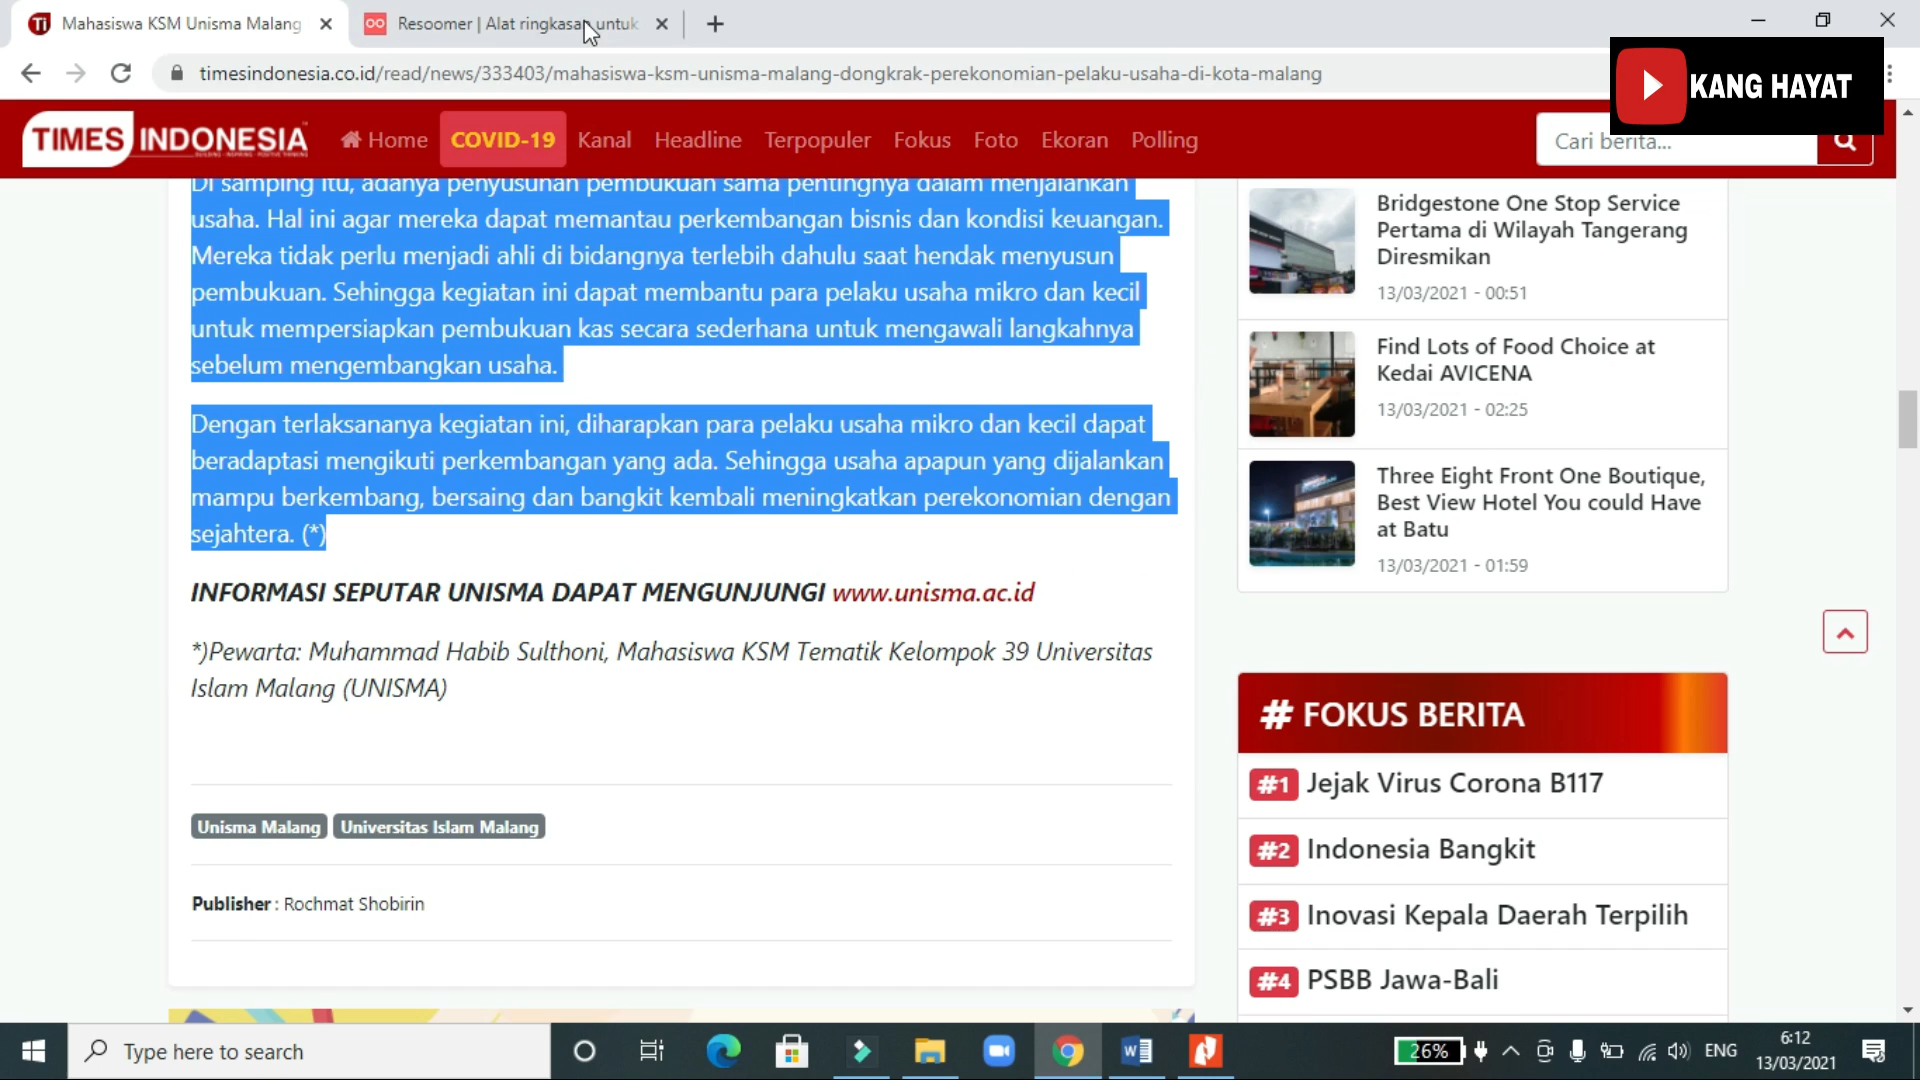 Mahasiswa KSM Unisma Malang
Resoomer | Alat ringkasan untuk
timesindonesia.co.id/read/news/333403/mahasiswa-ksm-unisma-malang-dongkrak-perekonomian-pelaku-usaha-di-kota-malang
KANG HAYAT
TIMES INDONESIA
Home
COVID-19
Kanal
Headline
Terpopuler
Fokus
Foto
Ekoran
Polling
Cari berita...
Di samping itu, adanya penyusunan pembukuan sama pentingnya dalam menjalankan
usaha. Hal ini agar mereka dapat memantau perkembangan bisnis dan kondisi keuangan.
Mereka tidak perlu menjadi ahli di bidangnya terlebih dahulu saat hendak menyusun
pembukuan. Sehingga kegiatan ini dapat membantu para pelaku usaha mikro dan kecil
untuk mempersiapkan pembukuan kas secara sederhana untuk mengawali langkahnya
sebelum mengembangkan usaha.
Dengan terlaksananya kegiatan ini, diharapkan para pelaku usaha mikro dan kecil dapat
beradaptasi mengikuti perkembangan yang ada. Sehingga usaha apapun yang dijalankan
mampu berkembang, bersaing dan bangkit kembali meningkatkan perekonomian dengan
sejahtera. (*)
INFORMASI SEPUTAR UNISMA DAPAT MENGUNJUNGI www.unisma.ac.id
*)Pewarta: Muhammad Habib Sulthoni, Mahasiswa KSM Tematik Kelompok 39 Universitas
Islam Malang (UNISMA)
Unisma Malang
Universitas Islam Malang
Publisher : Rochmat Shobirin
Bridgestone One Stop Service
Pertama di Wilayah Tangerang
Diresmikan
13/03/2021 - 00:51
Find Lots of Food Choice at
Kedai AVICENA
13/03/2021 - 02:25
Three Eight Front One Boutique,
Best View Hotel You could Have
at Batu
13/03/2021 - 01:59
# FOKUS BERITA
#1 Jejak Virus Corona B117
#2 Indonesia Bangkit
#3 Inovasi Kepala Daerah Terpilih
#4 PSBB Jawa-Bali
Type here to search
26%
ENG
6:12
13/03/2021